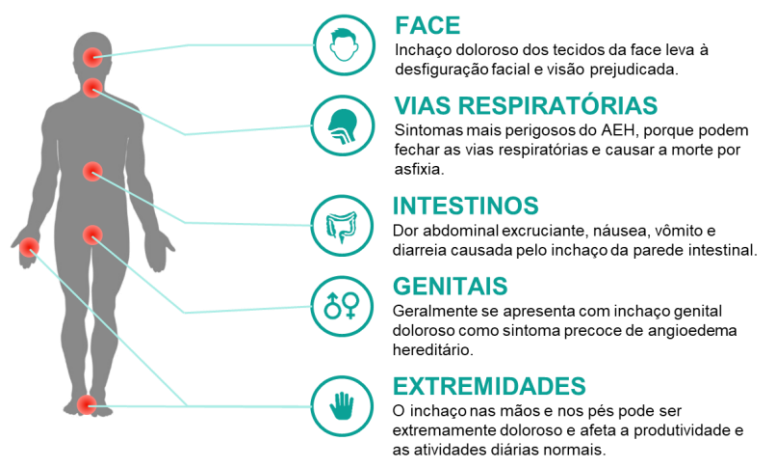 FACE
Inchaço doloroso dos tecidos da face leva à
desfiguração facial e visão prejudicada.
VIAS RESPIRATÓRIAS
Sintomas mais perigosos do AEH, porque podem
fechar as vias respiratórias e causar a morte por
asfixia.
INTESTINOS
Dor abdominal excruciante, náusea, vômito e
diarreia causada pelo inchaço da parede intestinal.
GENITAIS
Geralmente se apresenta com inchaço genital
doloroso como sintoma precoce de angioedema
hereditário.
EXTREMIDADES
O inchaço nas mãos e nos pés pode ser
extremamente doloroso e afeta a produtividade e
as atividades diárias normais.